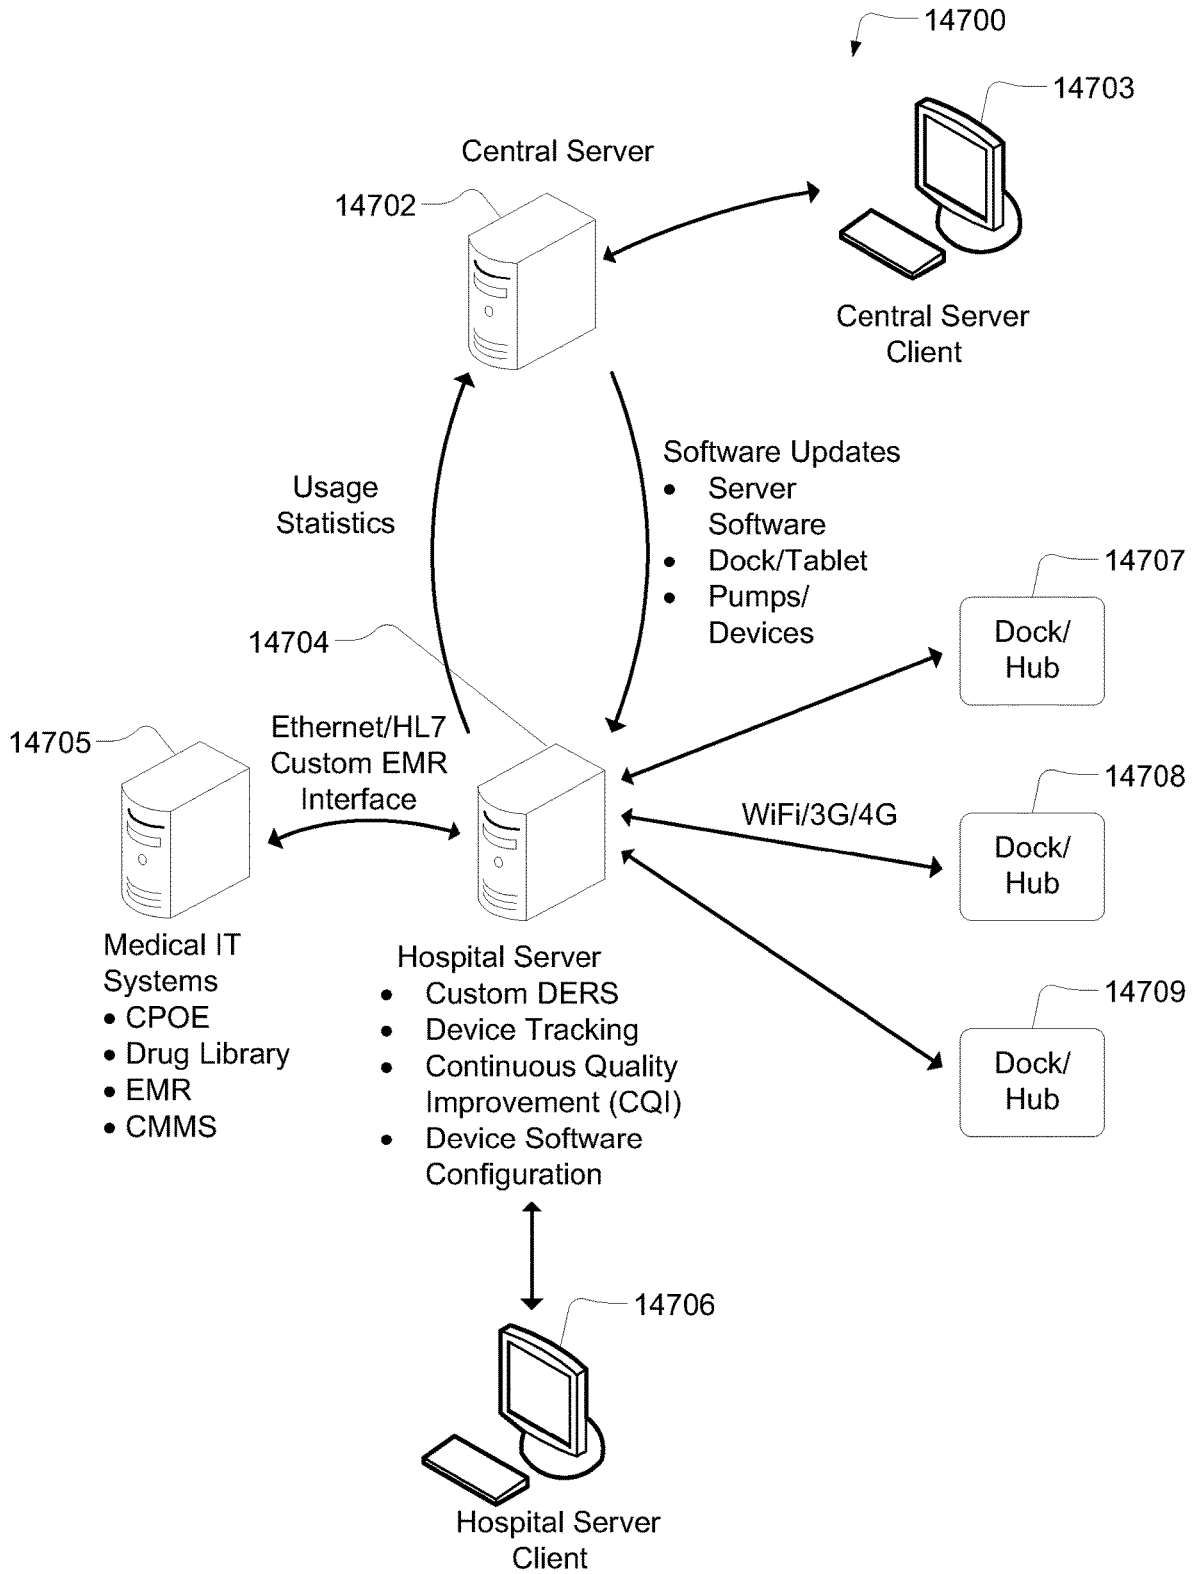 14700
14703
Central Server
14702
Central Server
Client
Software Updates
• Server
Software
• Dock/Tablet
• Pumps/
Devices
Usage
Statistics
14707
Dock/
Hub
14704
Ethernet/HL7
Custom EMR
Interface
14705
WiFi/3G/4G
14708
Dock/
Hub
Medical IT
Systems
• CPOE
• Drug Library
• EMR
• CMMS
Hospital Server
• Custom DERS
• Device Tracking
• Continuous Quality
Improvement (CQI)
• Device Software
Configuration
14709
Dock/
Hub
14706
Hospital Server
Client